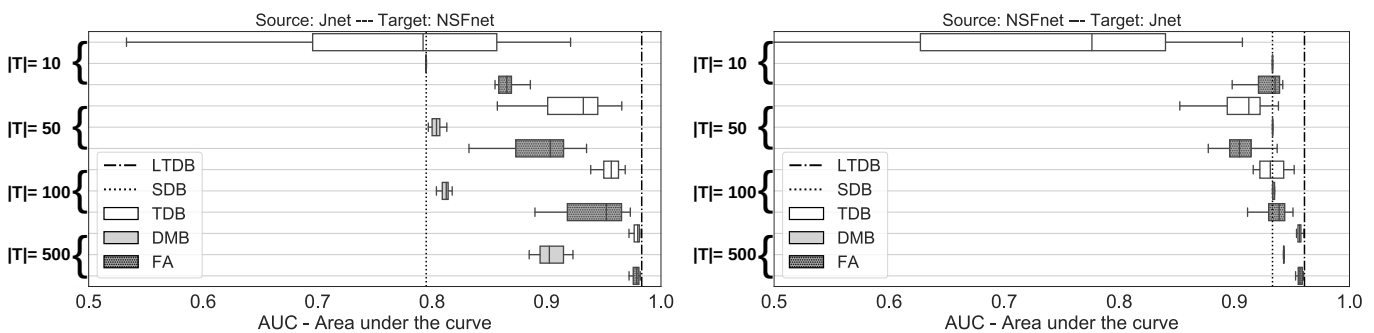 Source: Jnet --- Target: NSFnet
|T|= 10
|T|= 50
|T|= 100
|T|= 500
LTDB
SDB
TDB
DMB
FA
0.5 0.6 0.7 0.8 0.9 1.0
AUC - Area under the curve
Source: NSFnet --- Target: Jnet
|T|= 10
|T|= 50
|T|= 100
|T|= 500
LTDB
SDB
TDB
DMB
FA
0.5 0.6 0.7 0.8 0.9 1.0
AUC - Area under the curve